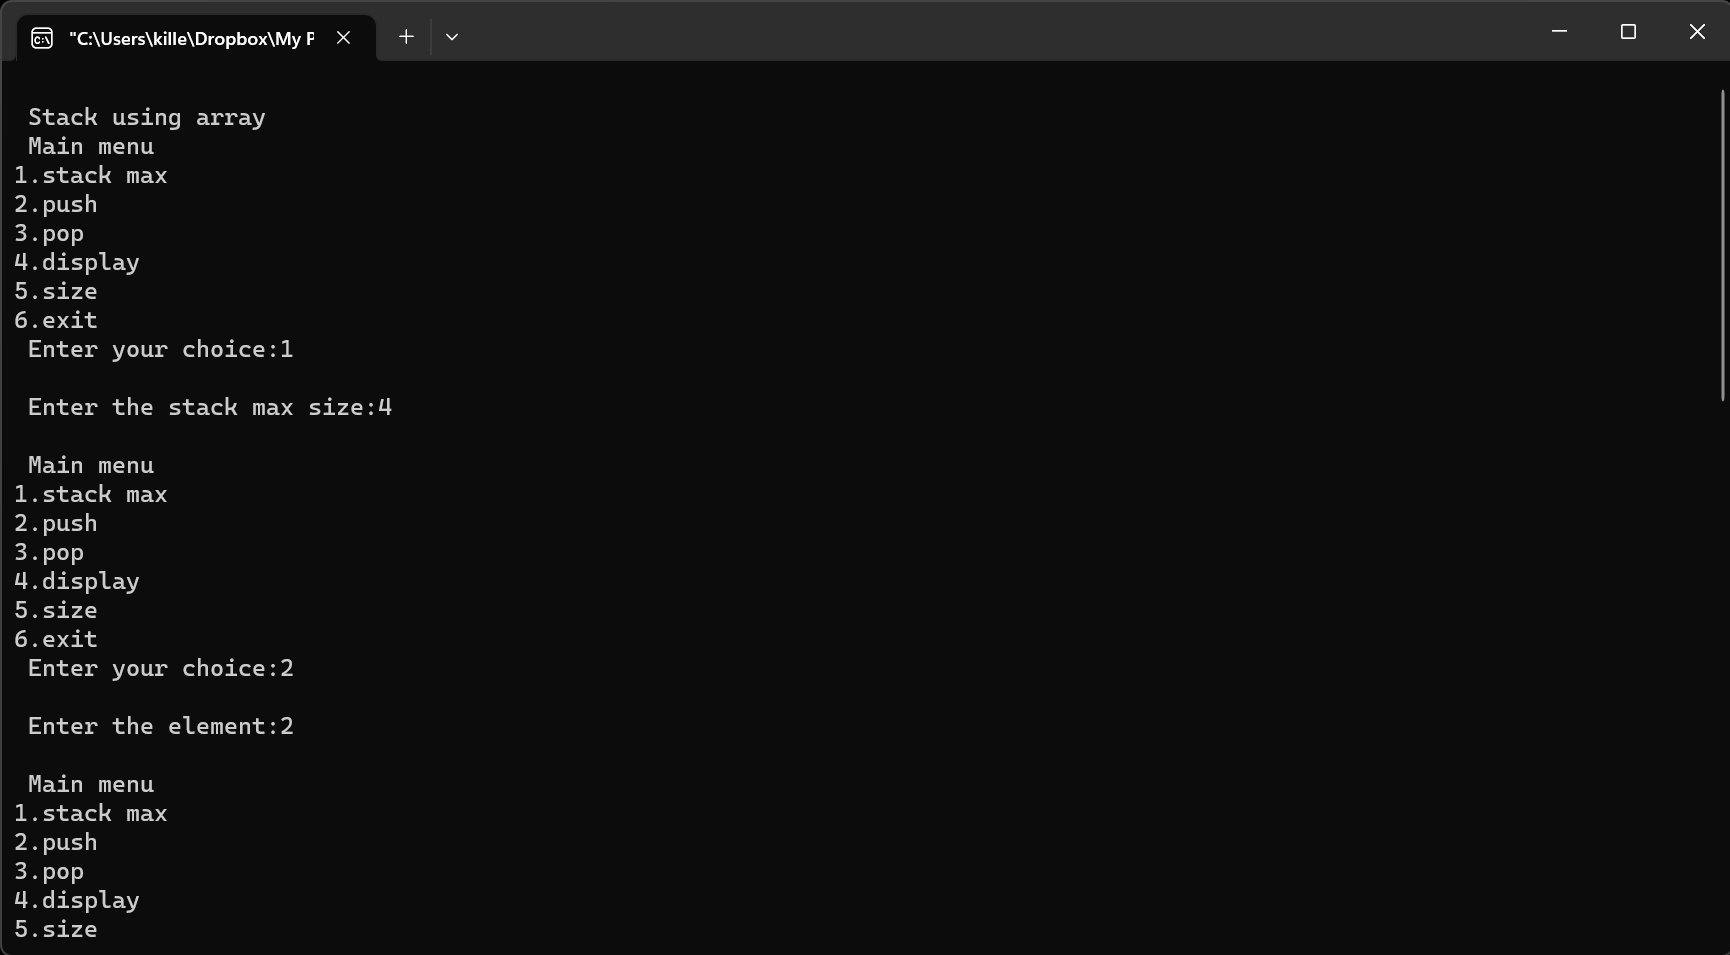 "C:\Users\kille\Dropbox\My P
Stack using array
Main menu
1.stack max
2.push
3.pop
4.display
5.size
6.exit
Enter your choice:1
Enter the stack max size:4
Main menu
1.stack max
2.push
3.pop
4.display
5.size
6.exit
Enter your choice:2
Enter the element:2
Main menu
1.stack max
2.push
3.pop
4.display
5.size